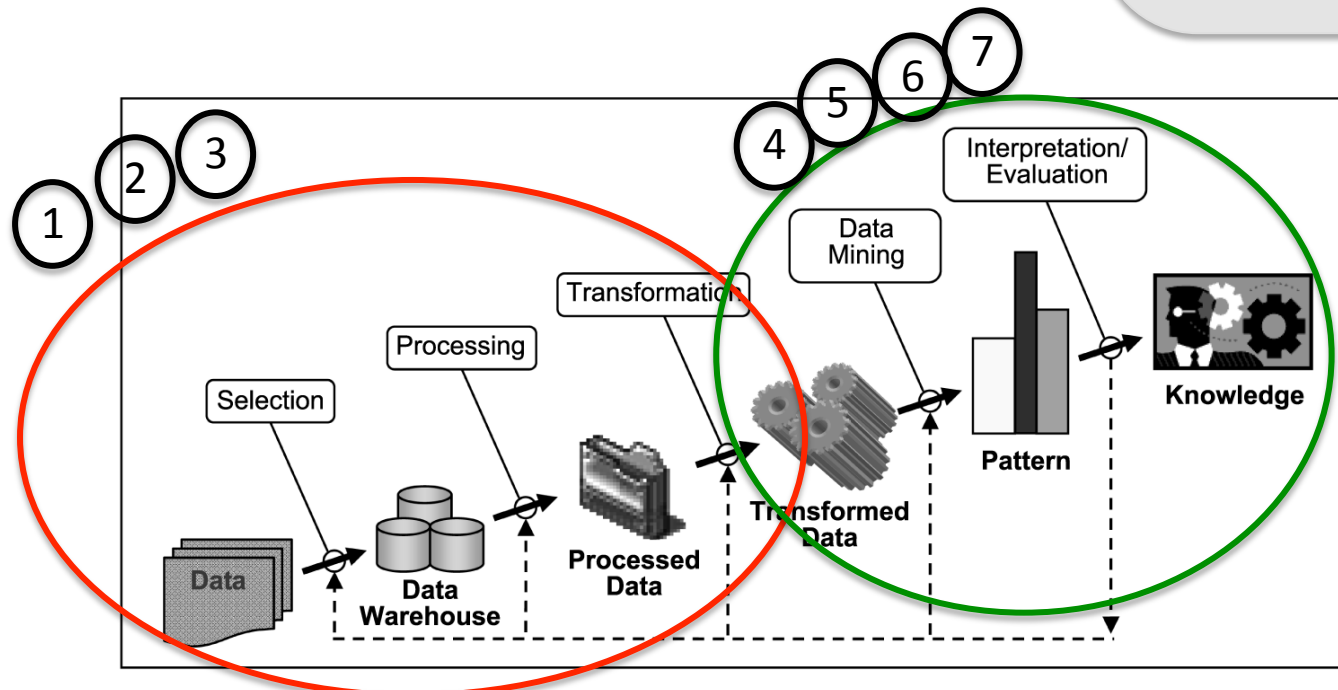 1
2
3
4
5
6
7
Interpretation/
Evaluation
Data
Mining
Transformation
Processing
Selection
Knowledge
Pattern
Transformed
Data
Processed
Data
Data
Warehouse
Data